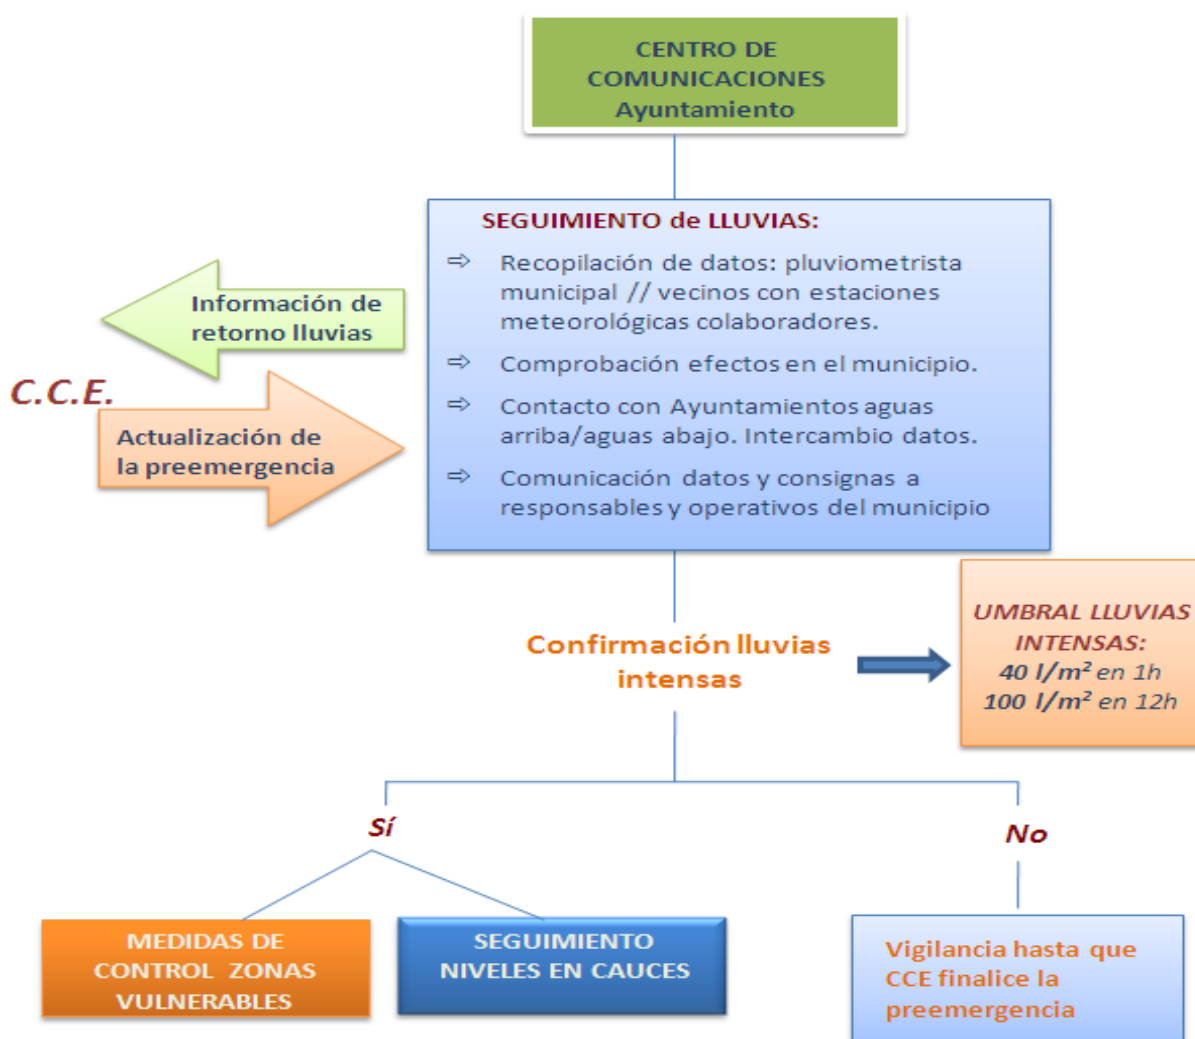 CENTRO DE
COMUNICACIONES
Ayuntamiento
SEGUIMIENTO de LLUVIAS:
⇨ Recopilación de datos: pluviometrista
municipal // vecinos con estaciones
meteorológicas colaboradores.
⇨ Comprobación efectos en el municipio.
⇨ Contacto con Ayuntamientos aguas
arriba/aguas abajo. Intercambio datos.
⇨ Comunicación datos y consignas a
responsables y operativos del municipio
Información de
retorno lluvias
C.C.E.
Actualización de
la preemergencia
Confirmación lluvias
intensas
UMBRAL LLUVIAS
INTENSAS:
40 l/m² en 1h
100 l/m² en 12h
Sí
No
MEDIDAS DE
CONTROL ZONAS
VULNERABLES
SEGUIMIENTO
NIVELES EN CAUCES
Vigilancia hasta que
CCE finalice la
preemergencia